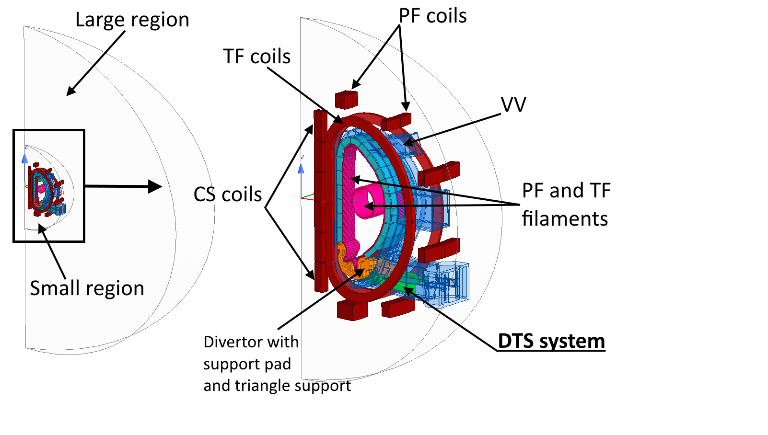 Large region
PF coils
TF coils
VV
CS coils
PF and TF
filaments
Small region
Divertor with
support pad
and triangle support
DTS system